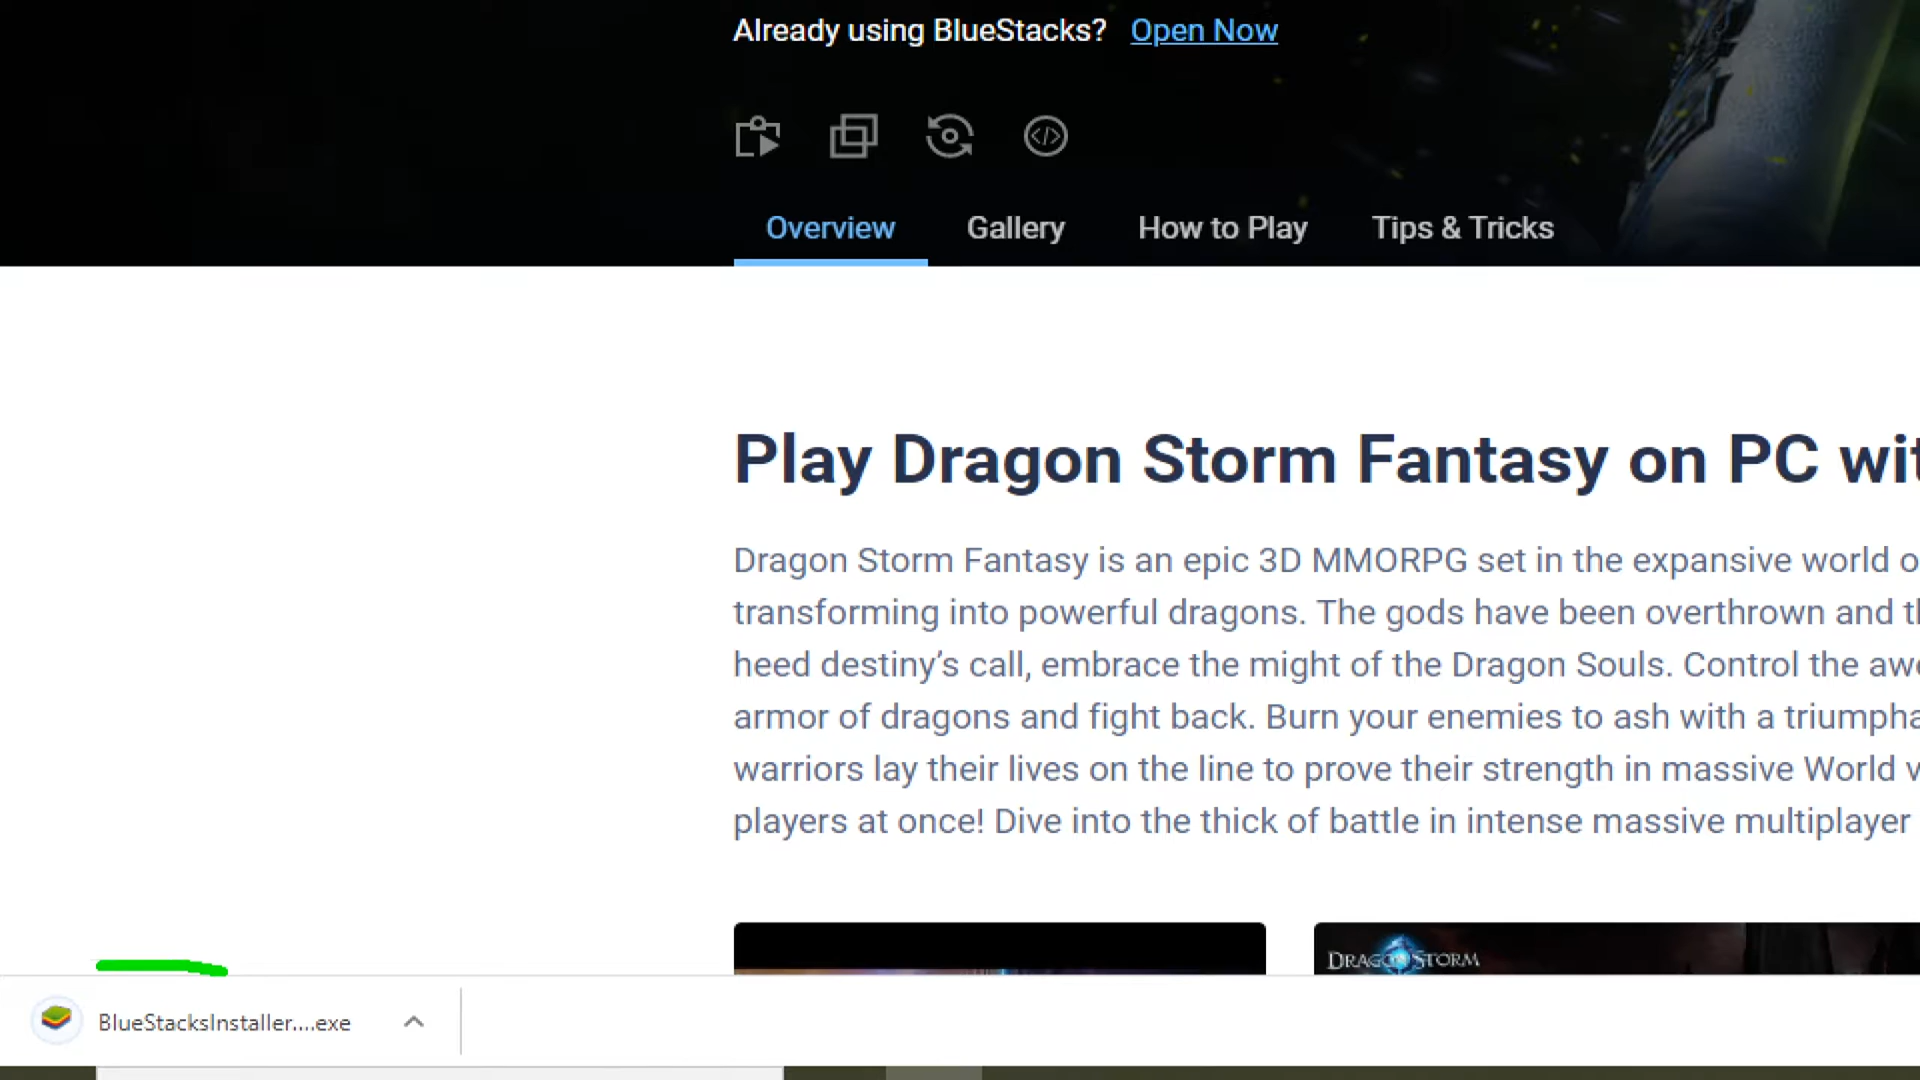 Already using BlueStacks? Open Now
Overview Gallery How to Play Tips & Tricks
Play Dragon Storm Fantasy on PC wit
Dragon Storm Fantasy is an epic 3D MMORPG set in the expansive world o
transforming into powerful dragons. The gods have been overthrown and th
heed destiny’s call, embrace the might of the Dragon Souls. Control the awe
armor of dragons and fight back. Burn your enemies to ash with a triumpha
warriors lay their lives on the line to prove their strength in massive World v
players at once! Dive into the thick of battle in intense massive multiplayer
DRAGON STORM
BlueStacksInstaller....exe